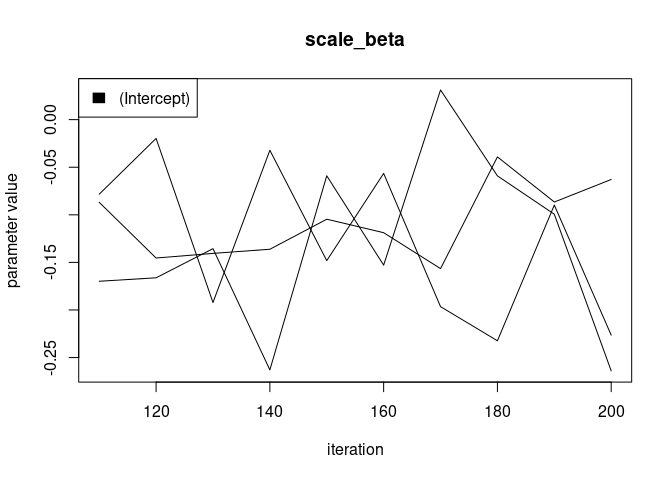 scale_beta
(Intercept)
0.00
-0.05
-0.15
-0.25
parameter value
120 140 160 180 200
iteration